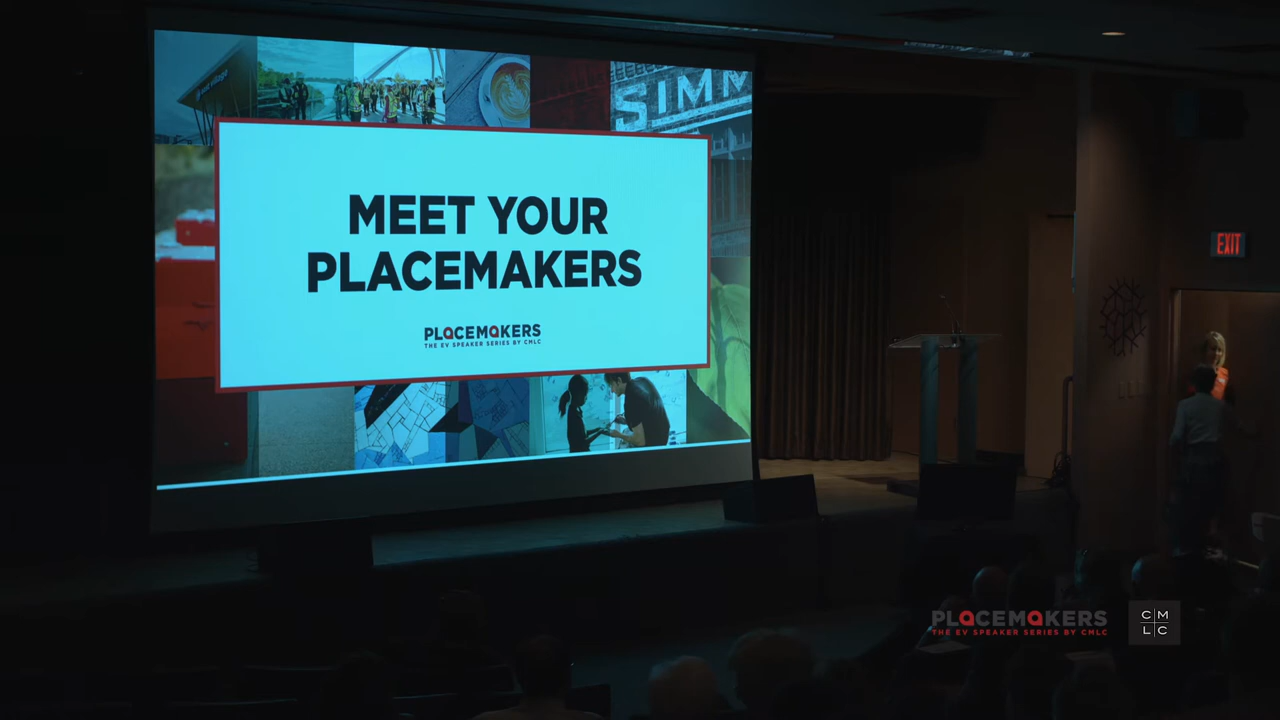 SIMM
MEET YOUR
PLACEMAKERS
PLACEMAKERS
THE EV SPEAKER SERIES BY CMLC
EXIT
PLACEMAKERS
THE EV SPEAKER SERIES BY CMLC
CM
LC